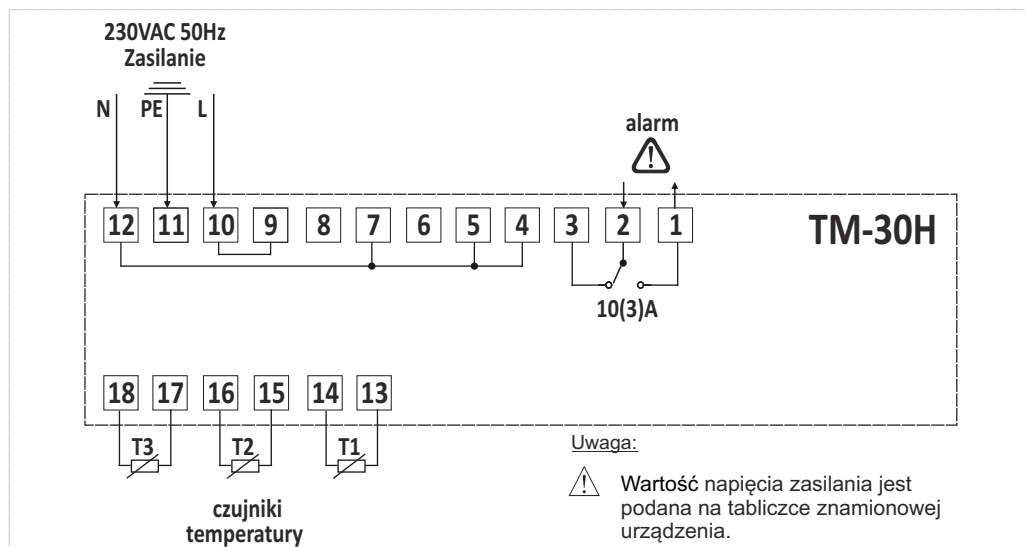 230VAC 50Hz
Zasilanie
N PE L
alarm
12 11 10 9 8 7 6 5 4 3 2 1
TM-30H
10(3)A
18 17 16 15 14 13
T3 T2 T1
czujniki
temperatury
Uwaga:
Wartość napięcia zasilania jest
podana na tabliczce znamionowej
urządzenia.